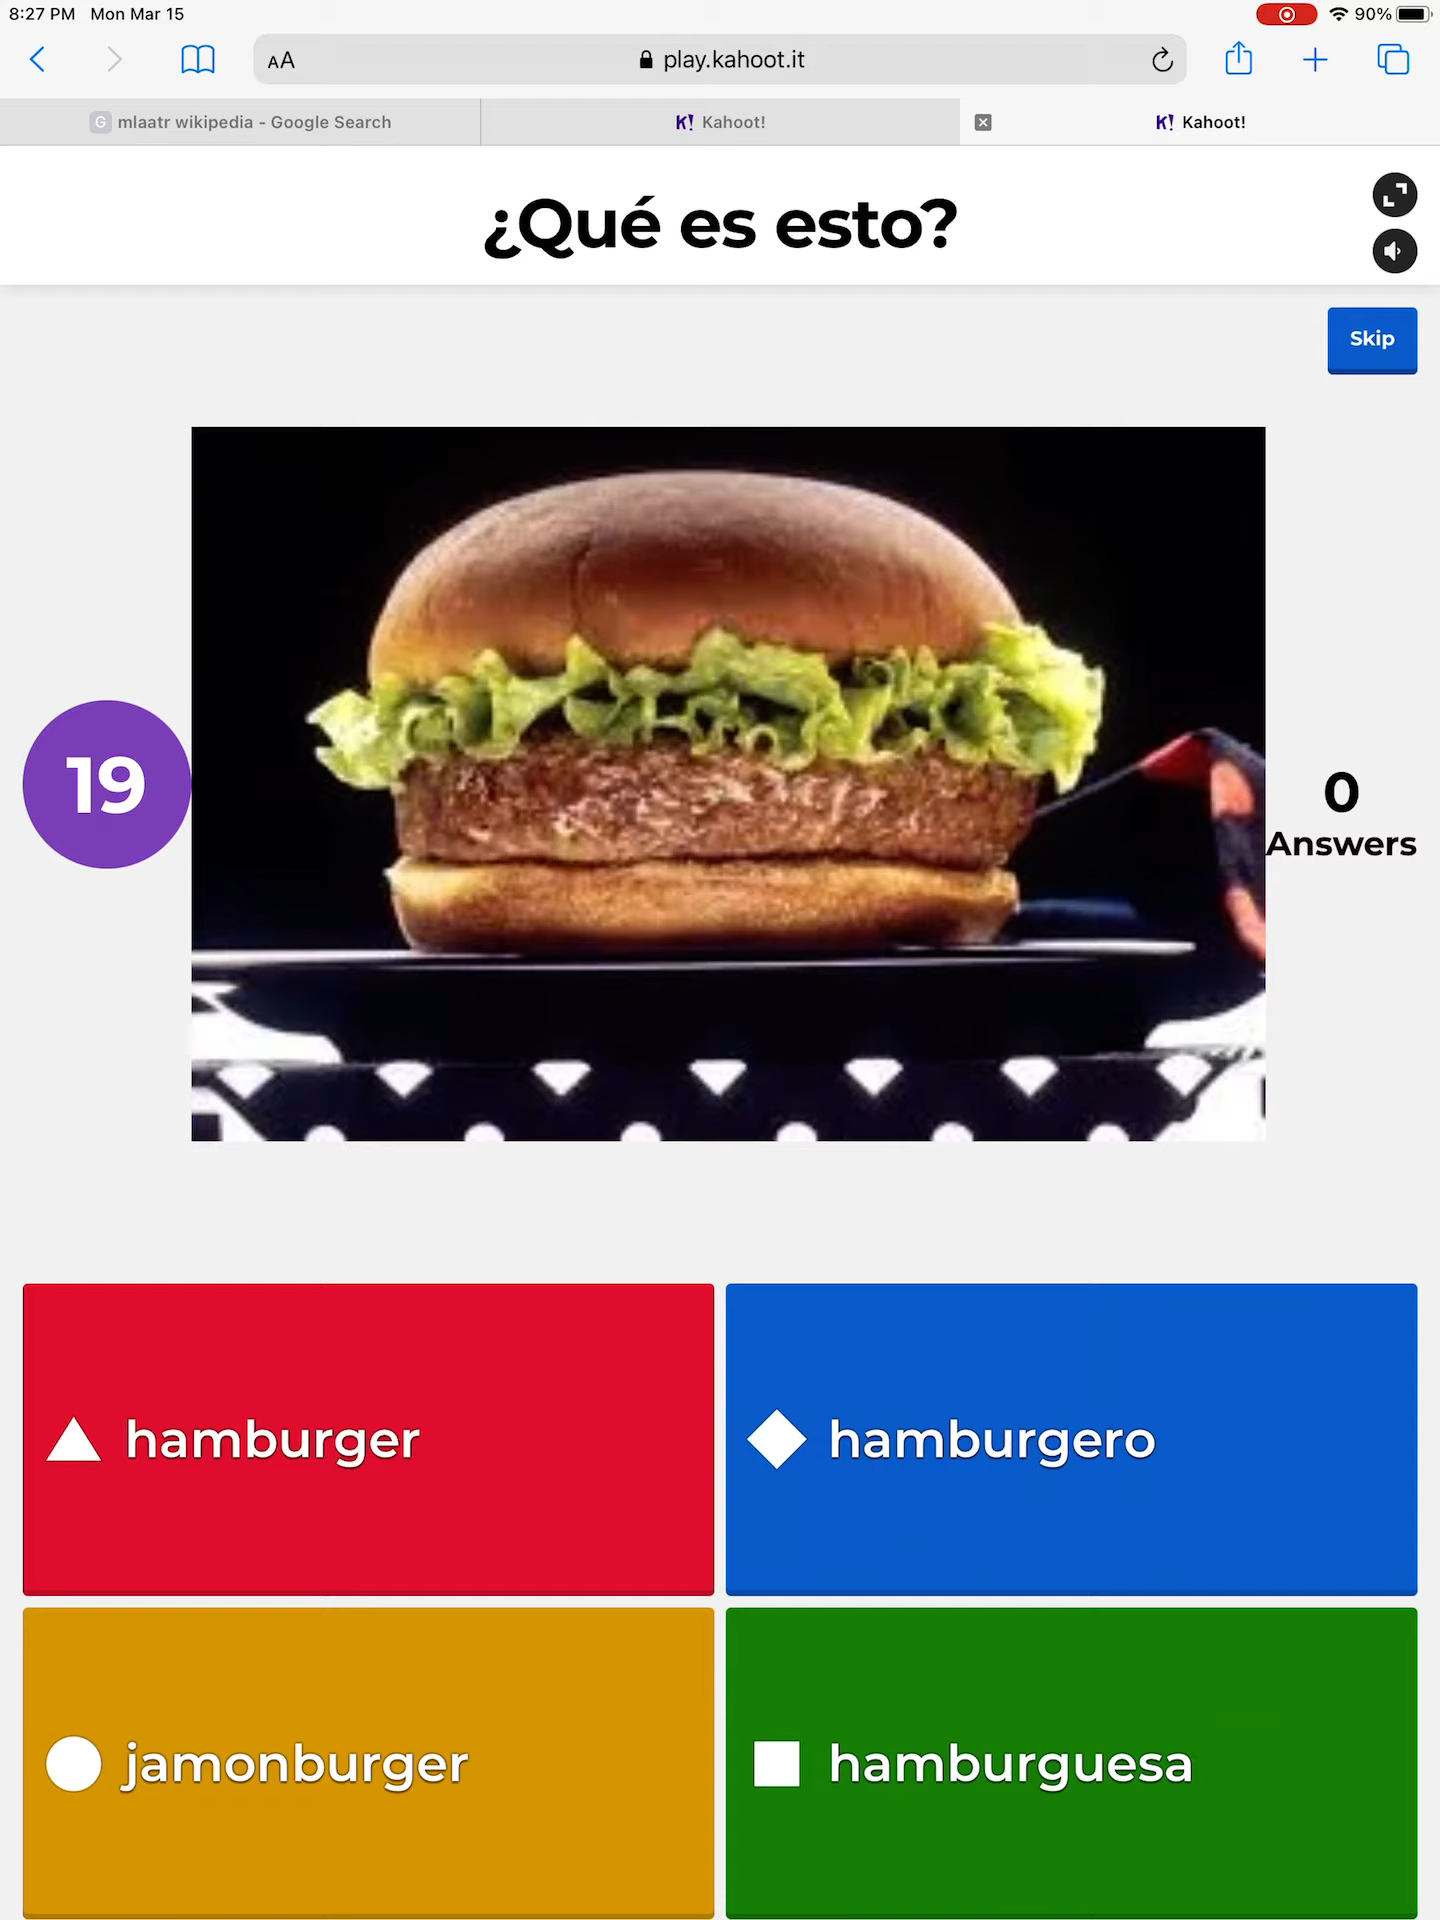 8:27 PM Mon Mar 15
90%
AA
play.kahoot.it
G mlaatr wikipedia - Google Search
K! Kahoot!
K! Kahoot!
¿Qué es esto?
Skip
19
0
Answers
hamburger
hamburgero
jamonburger
hamburguesa